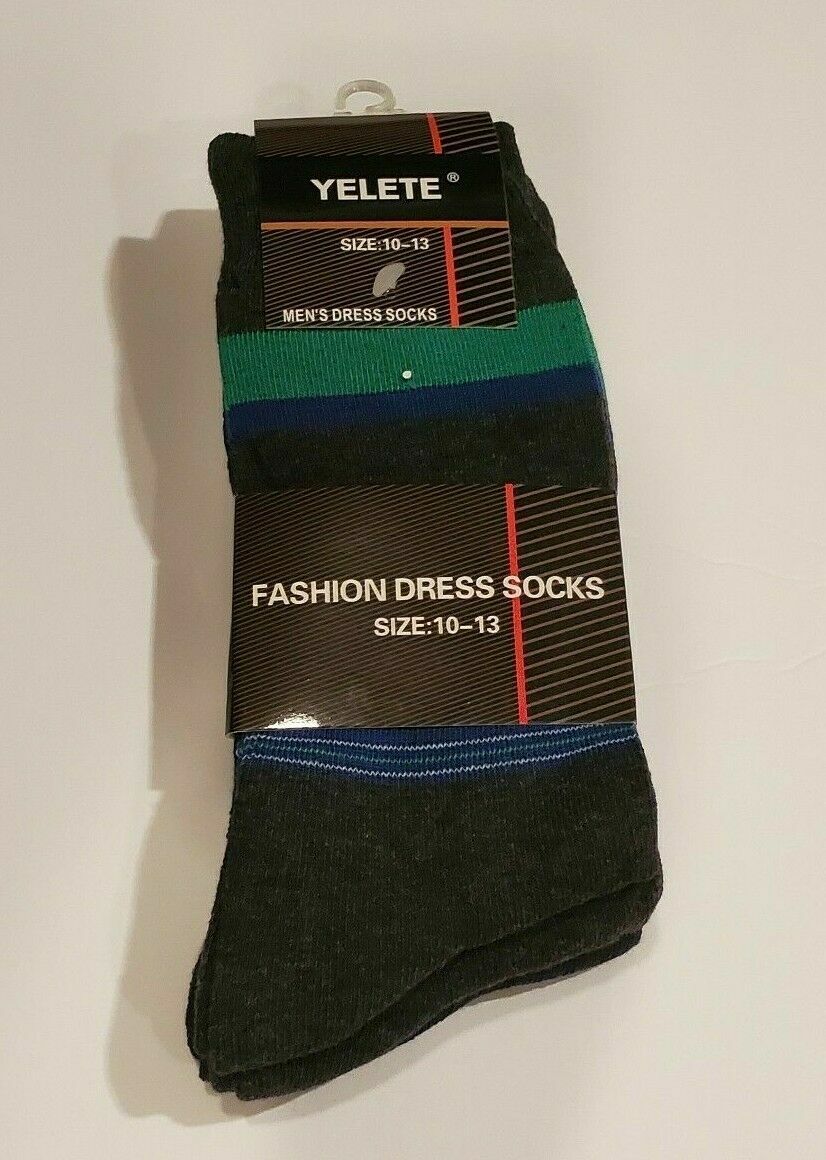 YELETE®
SIZE:10-13
MEN'S DRESS SOCKS
FASHION DRESS SOCKS
SIZE:10-13